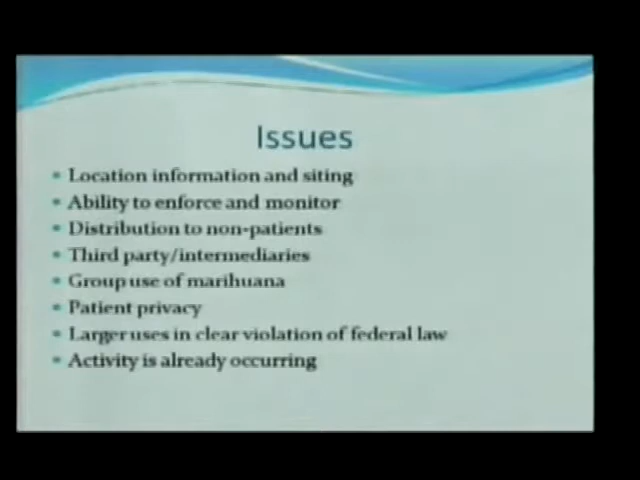 Issues
Location information and siting
Ability to enforce and monitor
Distribution to non-patients
Third party/intermediaries
Group use of marihuana
Patient privacy
Larger uses in clear violation of federal law
Activity is already occurring